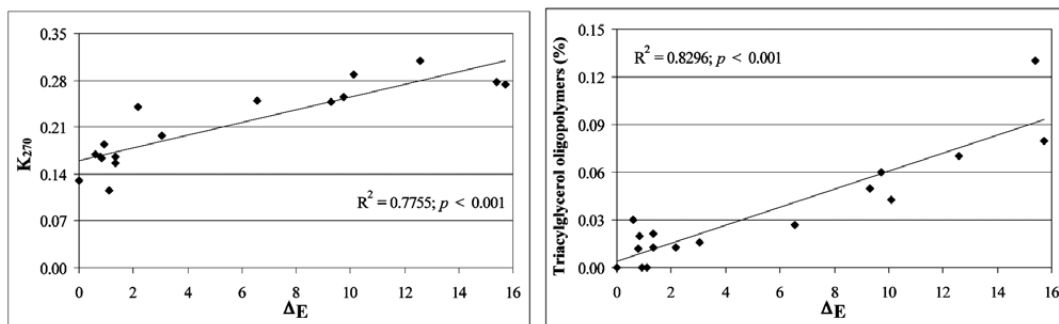 0.35
0.28
0.21
0.14
0.07
0.00
K270
R² = 0.7755; p < 0.001
0 2 4 6 8 10 12 14 16
ΔE
0.15
0.12
0.09
0.06
0.03
0.00
Triacylglycerol oligopolymers (%)
R² = 0.8296; p < 0.001
0 2 4 6 8 10 12 14 16
ΔE